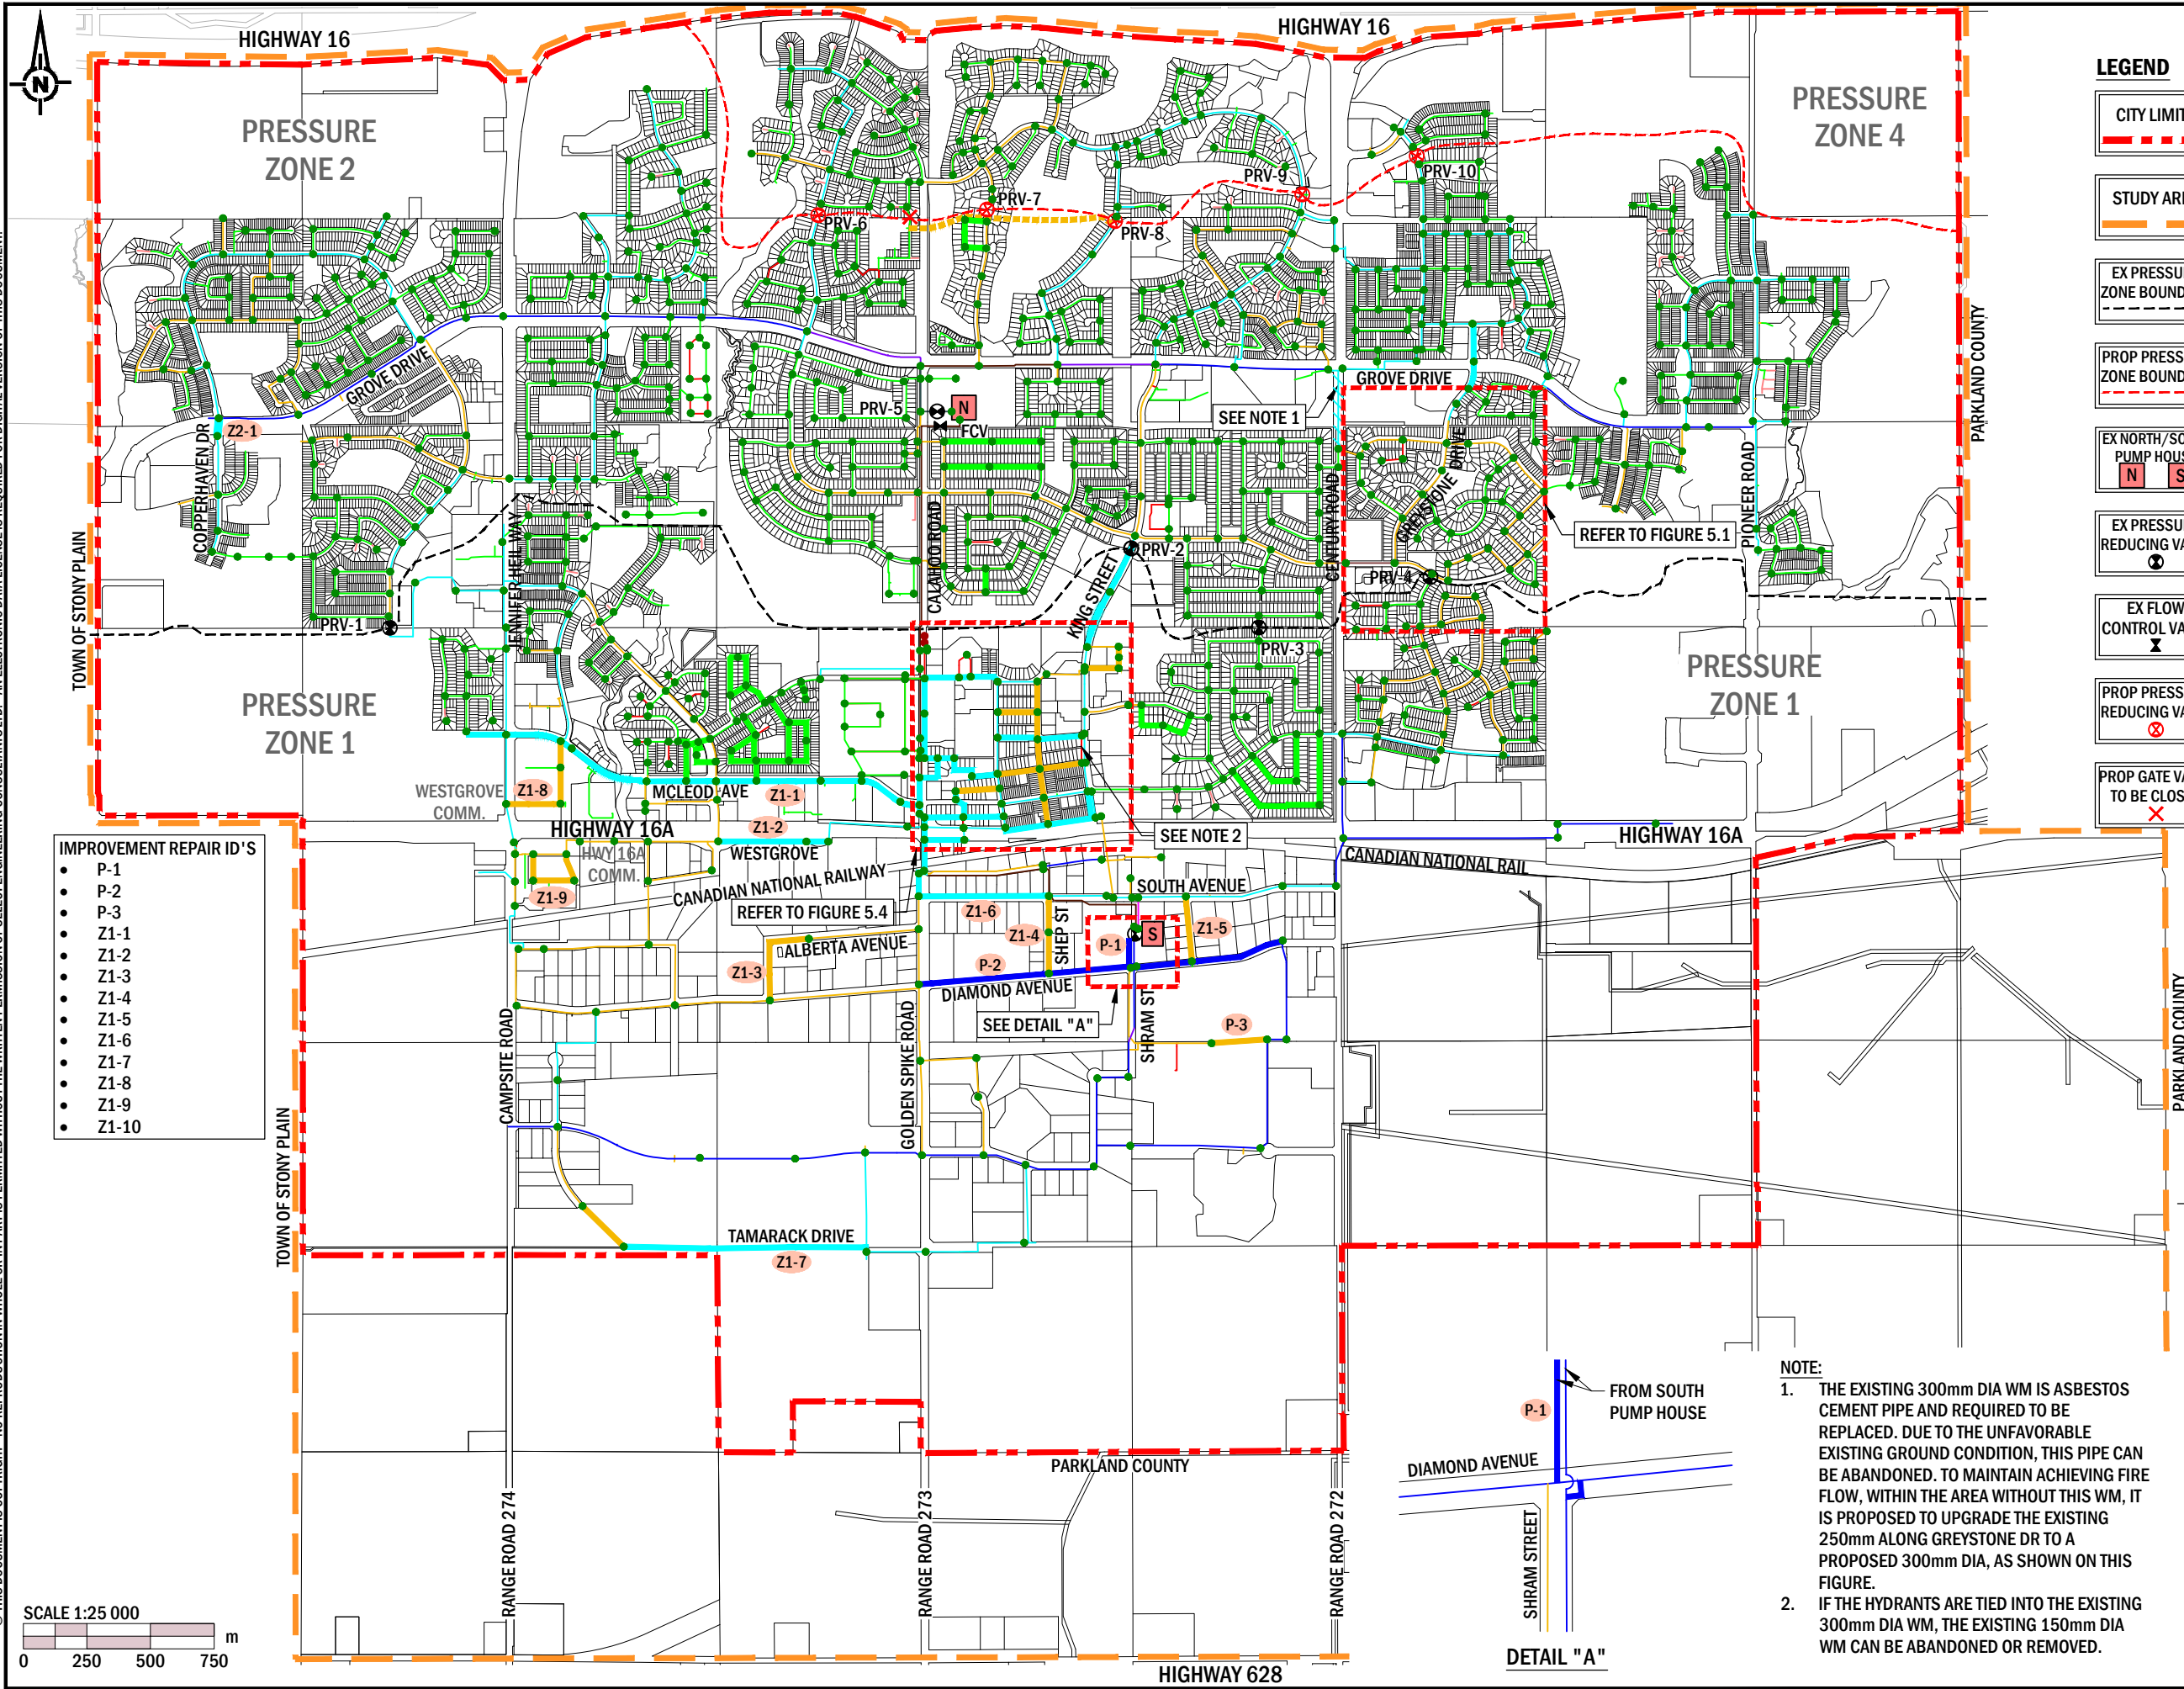 HIGHWAY 16
HIGHWAY 16
N
PRESSURE
ZONE 2
PRESSURE
ZONE 4
PRV-10
PRV-9
PRV-7
PRV-6
PRV-8
GROVE DRIVE
GROVE DRIVE
PRV-5
N
FCV
SEE NOTE 1
Z2-1
COPPERHAVEN DR
JENNIFER HEIL WAY
CALAHOO ROAD
KING STREET
CENTURY ROAD
GREYSTONE DRIVE
PIONEER ROAD
REFER TO FIGURE 5.1
PRV-2
PRV-4
PRV-1
PRV-3
TOWN OF STONY PLAIN
PARKLAND COUNTY
PRESSURE
ZONE 1
PRESSURE
ZONE 1
WESTGROVE
COMM.
Z1-8
MCLEOD AVE
Z1-1
Z1-2
HIGHWAY 16A
WESTGROVE
HWY 16A
COMM.
Z1-9
CANADIAN NATIONAL RAILWAY
SEE NOTE 2
HIGHWAY 16A
CANADIAN NATIONAL RAIL
REFER TO FIGURE 5.4
SOUTH AVENUE
Z1-6
Z1-4
SHEP ST
Z1-5
P-1
S
ALBERTA AVENUE
Z1-3
P-2
DIAMOND AVENUE
SEE DETAIL "A"
SHRAM ST
P-3
CAMPSITE ROAD
GOLDEN SPIKE ROAD
TOWN OF STONY PLAIN
PARKLAND COUNTY
TAMARACK DRIVE
Z1-7
PARKLAND COUNTY
RANGE ROAD 274
RANGE ROAD 273
RANGE ROAD 272
HIGHWAY 628
IMPROVEMENT REPAIR ID'S
• P-1
• P-2
• P-3
• Z1-1
• Z1-2
• Z1-3
• Z1-4
• Z1-5
• Z1-6
• Z1-7
• Z1-8
• Z1-9
• Z1-10
SCALE 1:25 000
m
0 250 500 750
P-1
FROM SOUTH
PUMP HOUSE
DIAMOND AVENUE
SHRAM STREET
DETAIL "A"
NOTE:
1. THE EXISTING 300mm DIA WM IS ASBESTOS
CEMENT PIPE AND REQUIRED TO BE
REPLACED. DUE TO THE UNFAVORABLE
EXISTING GROUND CONDITION, THIS PIPE CAN
BE ABANDONED. TO MAINTAIN ACHIEVING FIRE
FLOW, WITHIN THE AREA WITHOUT THIS WM, IT
IS PROPOSED TO UPGRADE THE EXISTING
250mm ALONG GREYSTONE DR TO A
PROPOSED 300mm DIA, AS SHOWN ON THIS
FIGURE.
2. IF THE HYDRANTS ARE TIED INTO THE EXISTING
300mm DIA WM, THE EXISTING 150mm DIA
WM CAN BE ABANDONED OR REMOVED.
LEGEND
CITY LIMIT
STUDY AR
EX PRESSU
ZONE BOUND
PROP PRESS
ZONE BOUND
EX NORTH/SO
PUMP HOUS
N S
EX PRESSU
REDUCING VA
EX FLOW
CONTROL VA
PROP PRESS
REDUCING VA
PROP GATE VA
TO BE CLOS